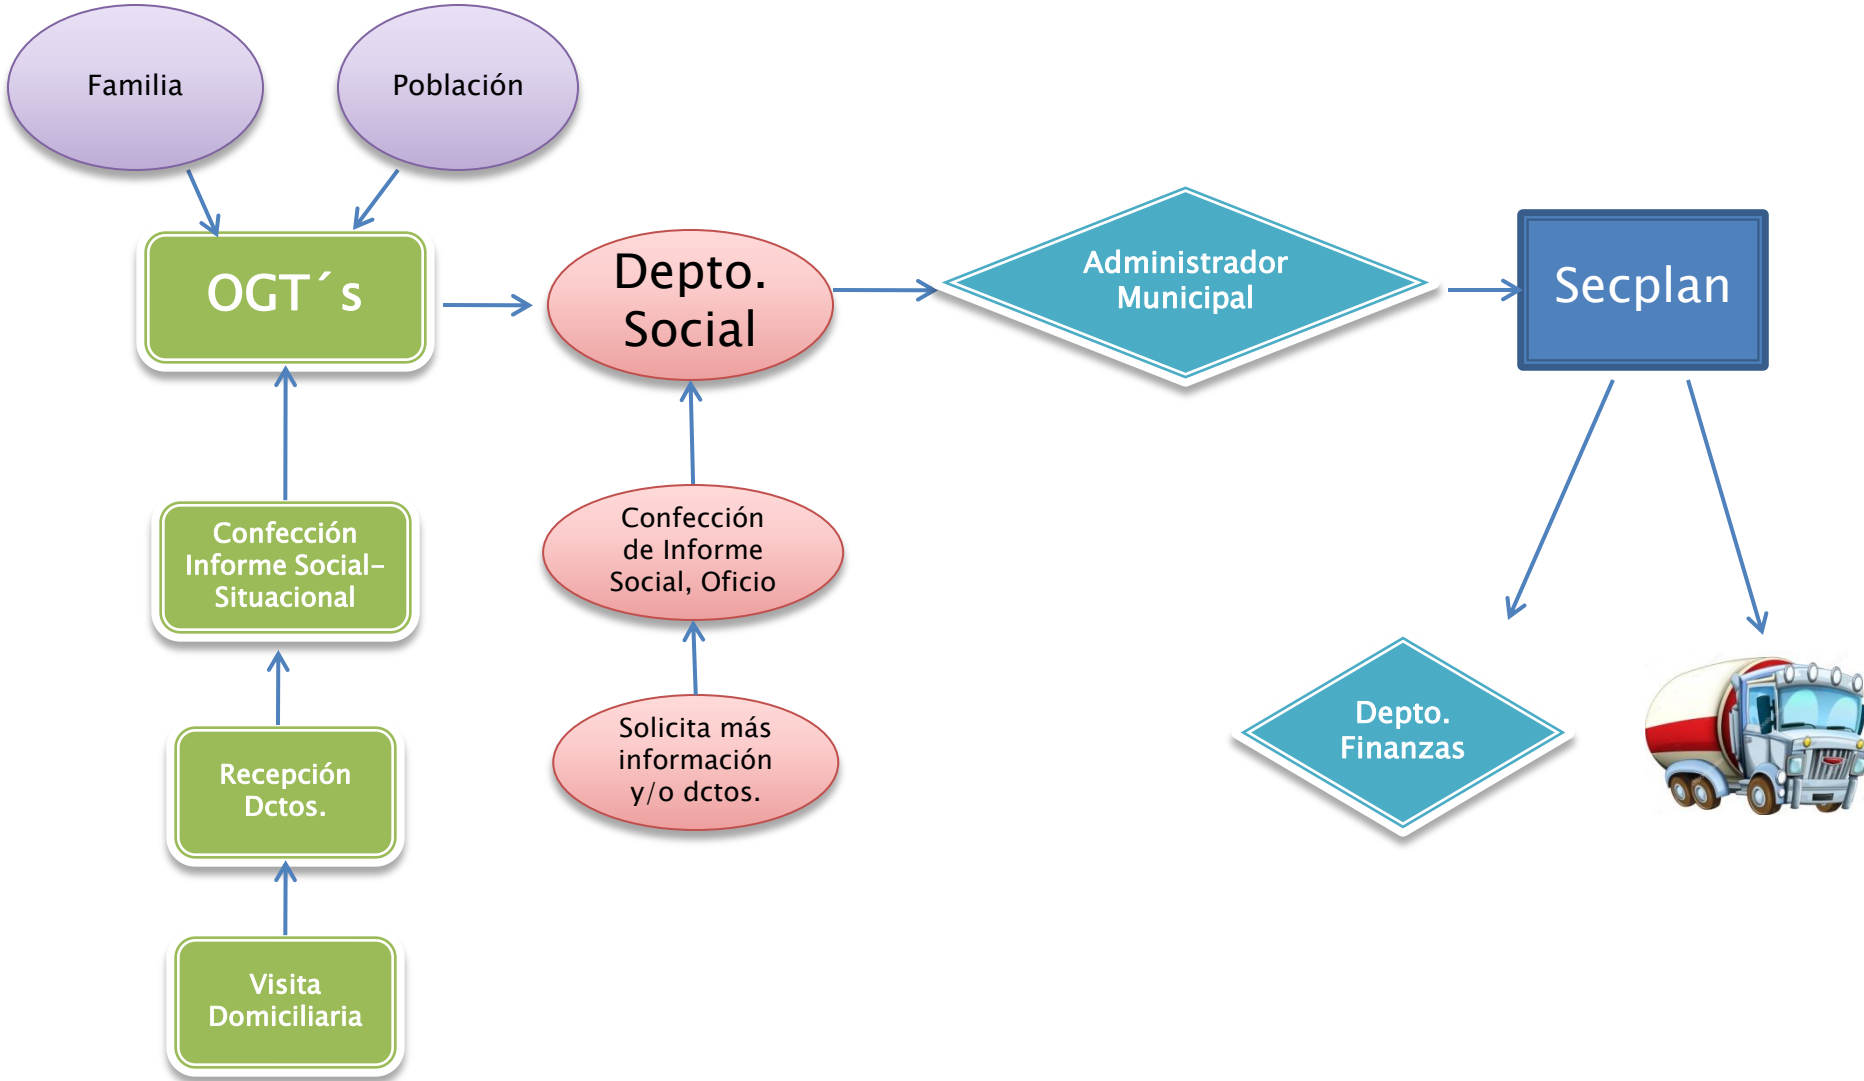 Familia
Población
OGT´s
Depto.
Social
Administrador
Municipal
Secplan
Confección
Informe Social-
Situacional
Confección
de Informe
Social, Oficio
Recepción
Dctos.
Solicita más
información
y/o dctos.
Depto.
Finanzas
Visita
Domiciliaria